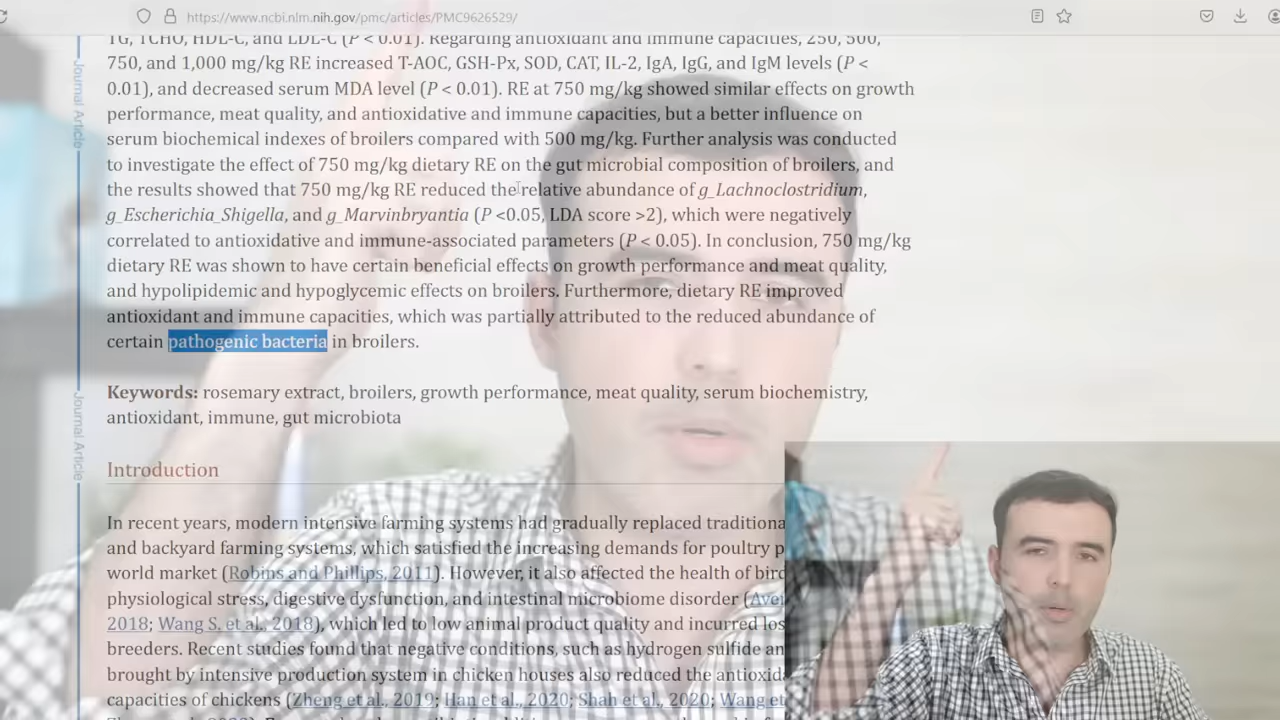 https://www.ncbi.nlm.nih.gov/pmc/articles/PMC9626529/
TG, TCHO, HDL-C, and LDL-C (P < 0.01). Regarding antioxidant and immune capacities, 250, 500,
750, and 1,000 mg/kg RE increased T-AOC, GSH-Px, SOD, CAT, IL-2, IgA, IgG, and IgM levels (P <
0.01), and decreased serum MDA level (P < 0.01). RE at 750 mg/kg showed similar effects on growth
performance, meat quality, and antioxidative and immune capacities, but a better influence on
serum biochemical indexes of broilers compared with 500 mg/kg. Further analysis was conducted
to investigate the effect of 750 mg/kg dietary RE on the gut microbial composition of broilers, and
the results showed that 750 mg/kg RE reduced the relative abundance of g_Lachnoclostridium,
g_Escherichia_Shigella, and g_Marvinbryantia (P <0.05, LDA score >2), which were negatively
correlated to antioxidative and immune-associated parameters (P < 0.05). In conclusion, 750 mg/kg
dietary RE was shown to have certain beneficial effects on growth performance and meat quality,
and hypolipidemic and hypoglycemic effects on broilers. Furthermore, dietary RE improved
antioxidant and immune capacities, which was partially attributed to the reduced abundance of
certain pathogenic bacteria in broilers.
Keywords: rosemary extract, broilers, growth performance, meat quality, serum biochemistry,
antioxidant, immune, gut microbiota
Introduction
In recent years, modern intensive farming systems had gradually replaced traditiona
and backyard farming systems, which satisfied the increasing demands for poultry p
world market (Robins and Phillips, 2011). However, it also affected the health of bird
physiological stress, digestive dysfunction, and intestinal microbiome disorder (Aver
2018; Wang S. et al., 2018), which led to low animal product quality and incurred los
breeders. Recent studies found that negative conditions, such as hydrogen sulfide an
brought by intensive production system in chicken houses also reduced the antioxida
capacities of chickens (Zheng et al., 2019; Han et al., 2020; Shah et al., 2020; Wang et
Journal Article
Journal Article